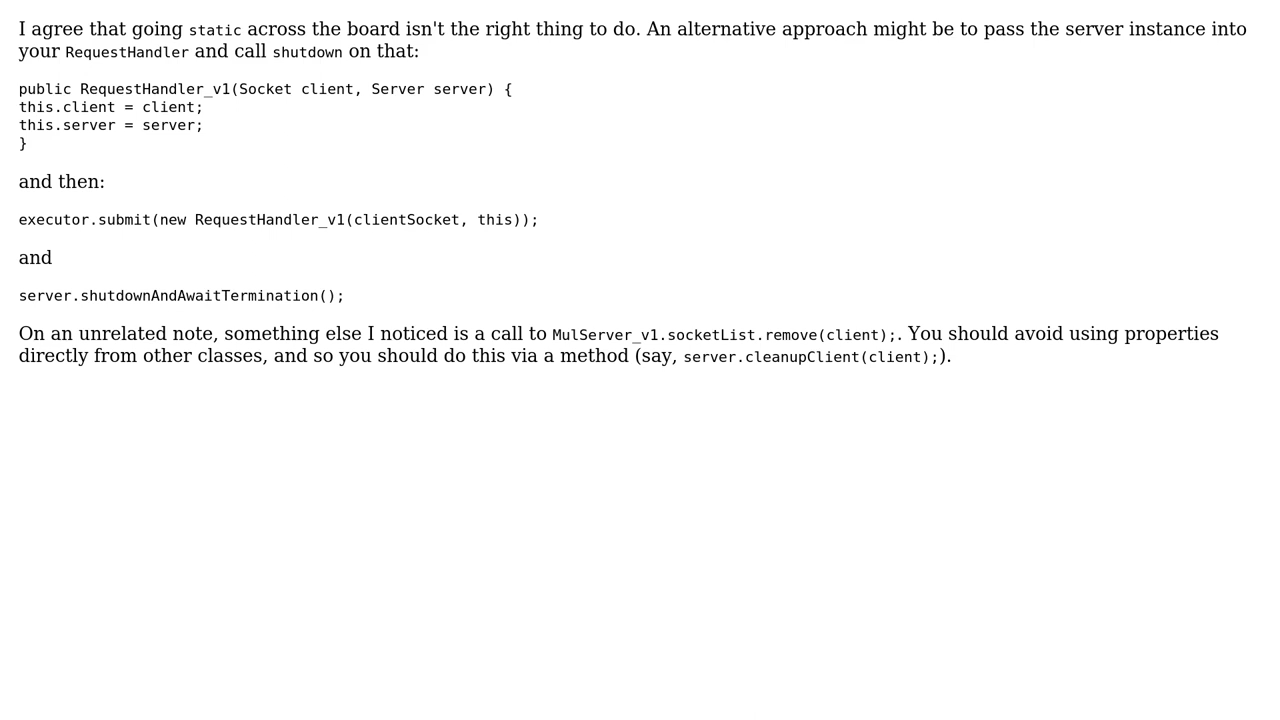 I agree that going static across the board isn't the right thing to do. An alternative approach might be to pass the server instance into
your RequestHandler and call shutdown on that:
public RequestHandler_v1(Socket client, Server server) {
this.client = client;
this.server = server;
}
and then:
executor.submit(new RequestHandler_v1(clientSocket, this));
and
server.shutdownAndAwaitTermination();
On an unrelated note, something else I noticed is a call to MulServer_v1.socketList.remove(client);. You should avoid using properties
directly from other classes, and so you should do this via a method (say, server.cleanupClient(client);).